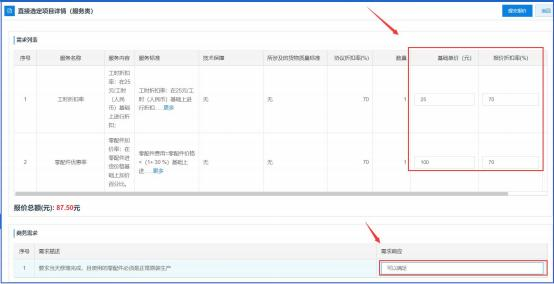 直接选定项目详情（服务类）
提交报价
返回
需求列表
序号 服务名称 服务内容 服务标准 技术保障 所涉及的货物质量标准 协议折扣率(%) 数量 基础单价（元） 报价折扣率(%)
1 工时折扣率 工时折扣率：在25元/工时（人民币）基础上进行折扣; 工时折扣率：在25元/工时（人民币）基础上进行折扣......更多 无 无 70 1 25 70
2 零配件优惠率 零配件加价率：在零配件进货价格基础上加价百分比。 零配件费用=零配件价格×（1+ 30 %）基础上进......更多 无 无 70 1 100 70
报价总额(元): 87.50元
商务需求
序号 需求描述 需求响应
1 要求当天修理完成，且使用的零配件必须是正规原装生产 可以满足